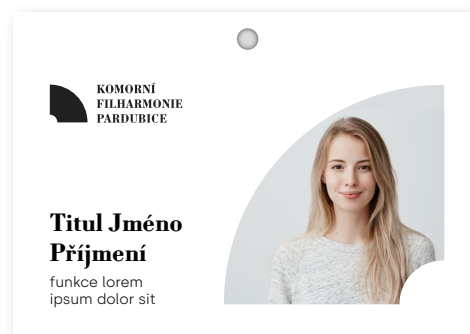 KOMORNÍ
FILHARMONIE
PARDUBICE
Titul Jméno
Příjmení
funkce lorem
ipsum dolor sit